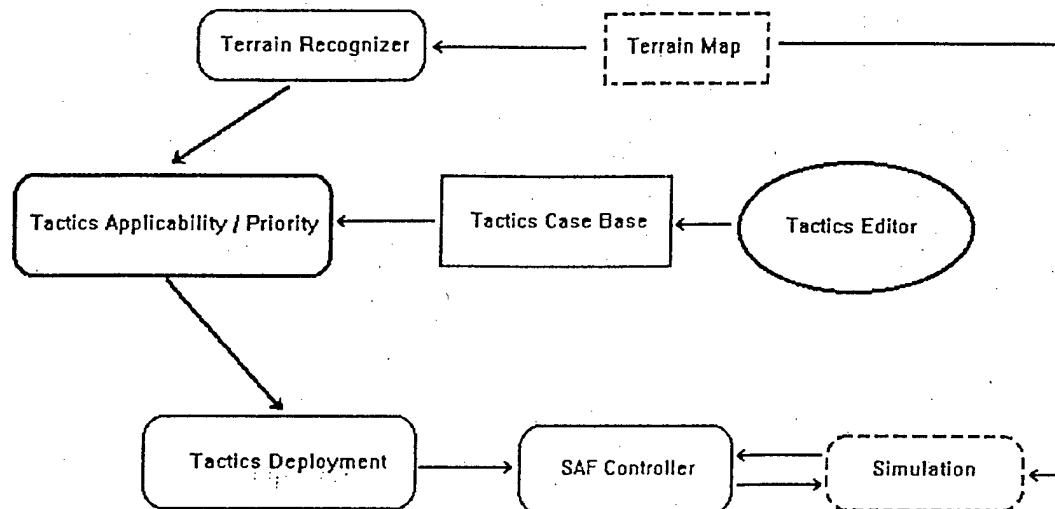 Terrain Recognizer
Terrain Map
Tactics Applicability / Priority
Tactics Case Base
Tactics Editor
Tactics Deployment
SAF Controller
Simulation